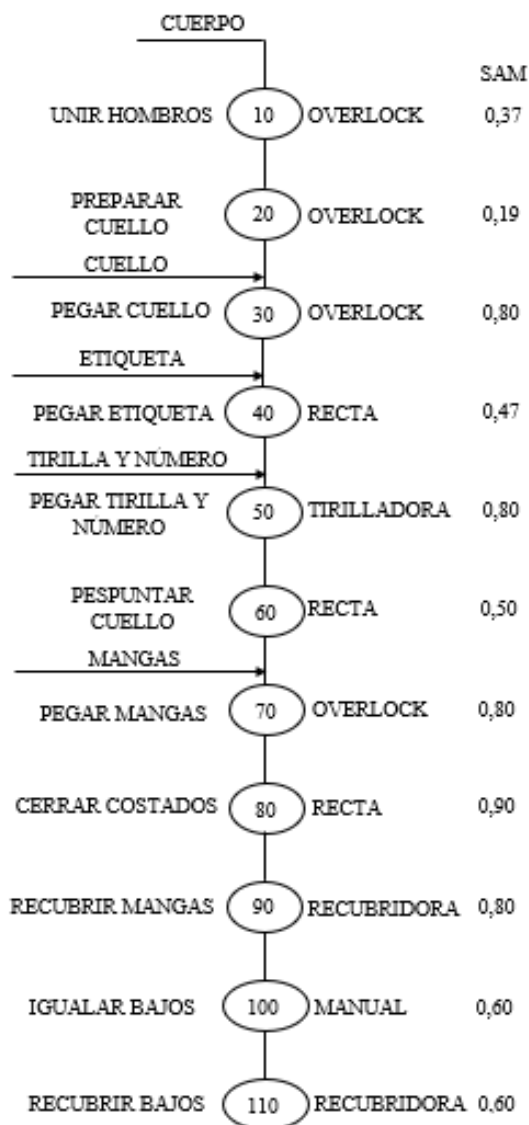 CUERPO
SAM
UNIR HOMBROS 10 OVERLOCK 0,37
PREPARAR
CUELLO 20 OVERLOCK 0,19
CUELLO
PEGAR CUELLO 30 OVERLOCK 0,80
ETIQUETA
PEGAR ETIQUETA 40 RECTA 0,47
TIRILLA Y NÚMERO
PEGAR TIRILLA Y
NÚMERO 50 TIRILLADORA 0,80
PESPUNTAR
CUELLO 60 RECTA 0,50
MANGAS
PEGAR MANGAS 70 OVERLOCK 0,80
CERRAR COSTADOS 80 RECTA 0,90
RECUBRIR MANGAS 90 RECUBRIDORA 0,80
IGUALAR BAJOS 100 MANUAL 0,60
RECUBRIR BAJOS 110 RECUBRIDORA 0,60